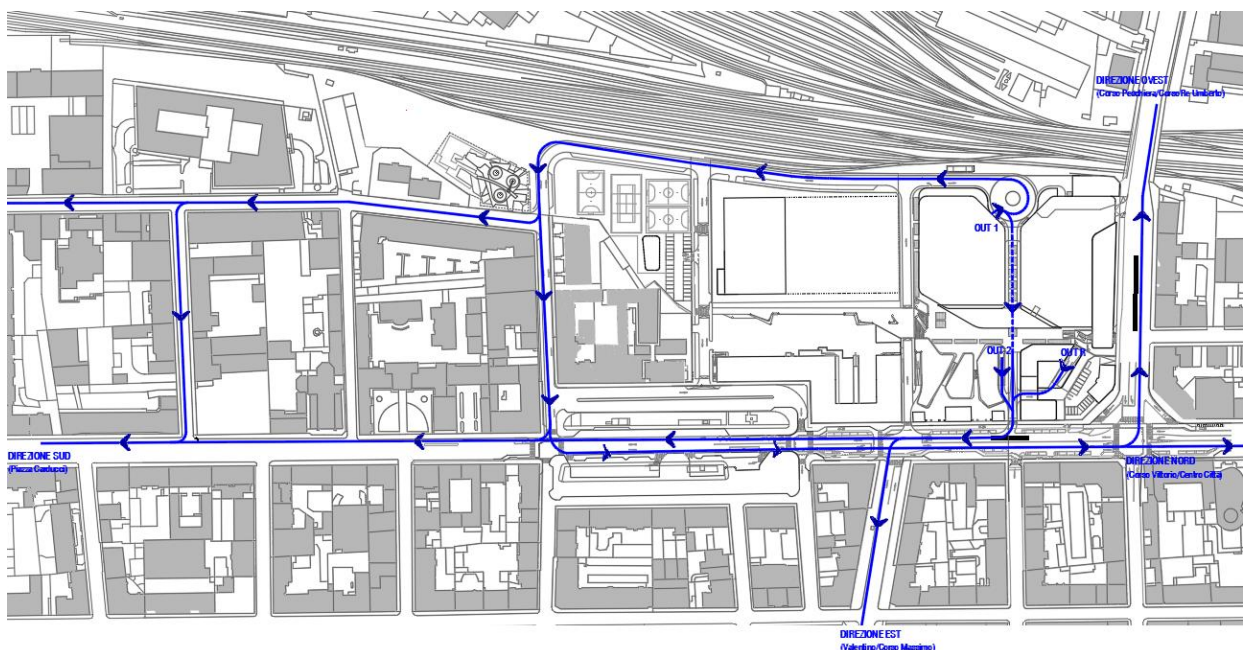 DIREZIONE OVEST
(Corso Peschiera/Corso Re Umberto)
OUT 1
OUT 2
OUT R
DIREZIONE SUD
(Piazza Carducci)
DIREZIONE NORD
(Corso Vittorio/Centro Città)
DIREZIONE EST
(Valentino/Corso Massimo)